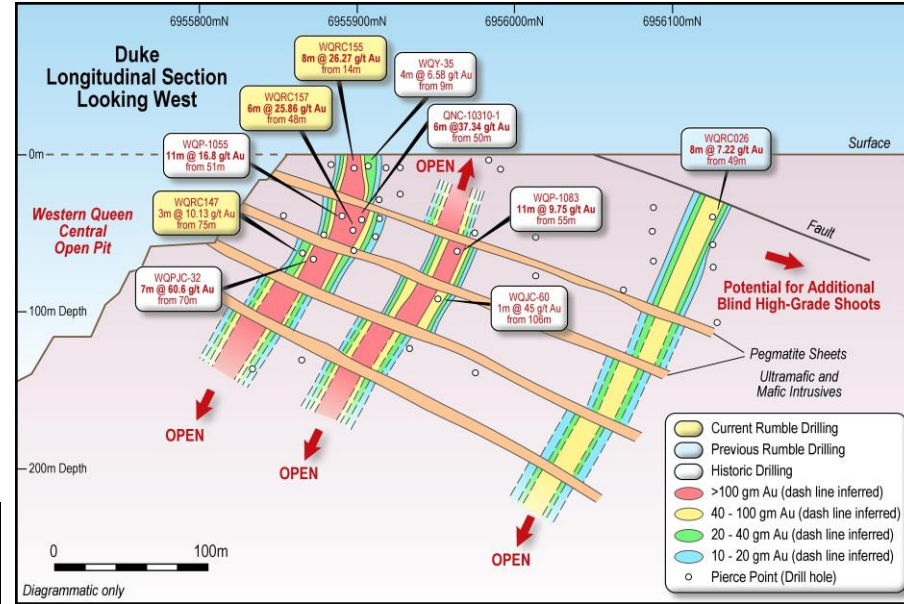 6955800mN
6955900mN
6956000mN
6956100mN
Duke
Longitudinal Section
Looking West
WQRC155
8m @ 26.27 g/t Au
from 14m
WQY-35
4m @ 6.58 g/t Au
from 9m
WQRC157
6m @ 25.86 g/t Au
from 48m
QNC-10310-1
6m @37.34 g/t Au
from 50m
WQP-1055
11m @ 16.8 g/t Au
from 51m
WQRC026
8m @ 7.22 g/t Au
from 49m
Surface
0m
OPEN
WQRC147
3m @ 10.13 g/t Au
from 75m
WQP-1083
11m @ 9.75 g/t Au
from 55m
Western Queen
Central
Open Pit
Fault
WQPJC-32
7m @ 60.6 g/t Au
from 70m
WQJC-60
1m @ 45 g/t Au
from 106m
Potential for Additional
Blind High-Grade Shoots
100m Depth
Pegmatite Sheets
Ultramafic and
Mafic Intrusives
OPEN
OPEN
OPEN
200m Depth
Current Rumble Drilling
Previous Rumble Drilling
Historic Drilling
>100 gm Au (dash line inferred)
40 - 100 gm Au (dash line inferred)
20 - 40 gm Au (dash line inferred)
10 - 20 gm Au (dash line inferred)
Pierce Point (Drill hole)
0
100m
Diagrammatic only